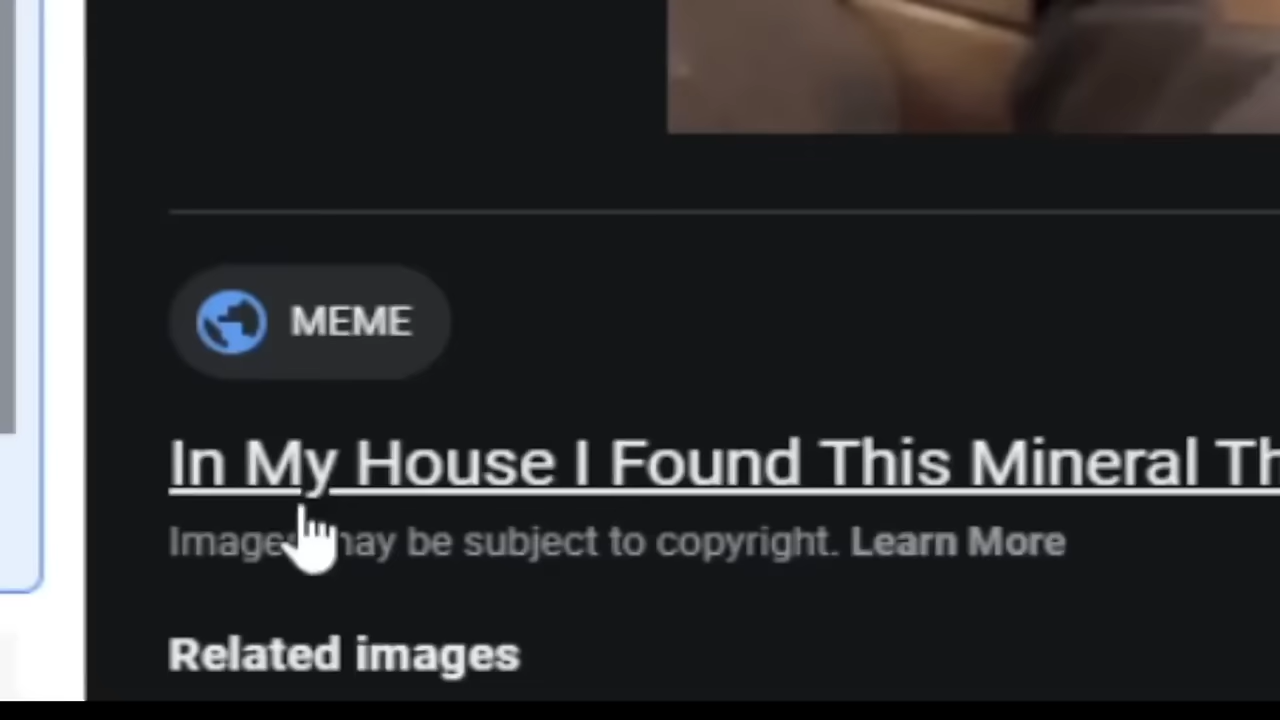 MEME
In My House I Found This Mineral Th
Images may be subject to copyright. Learn More
Related images